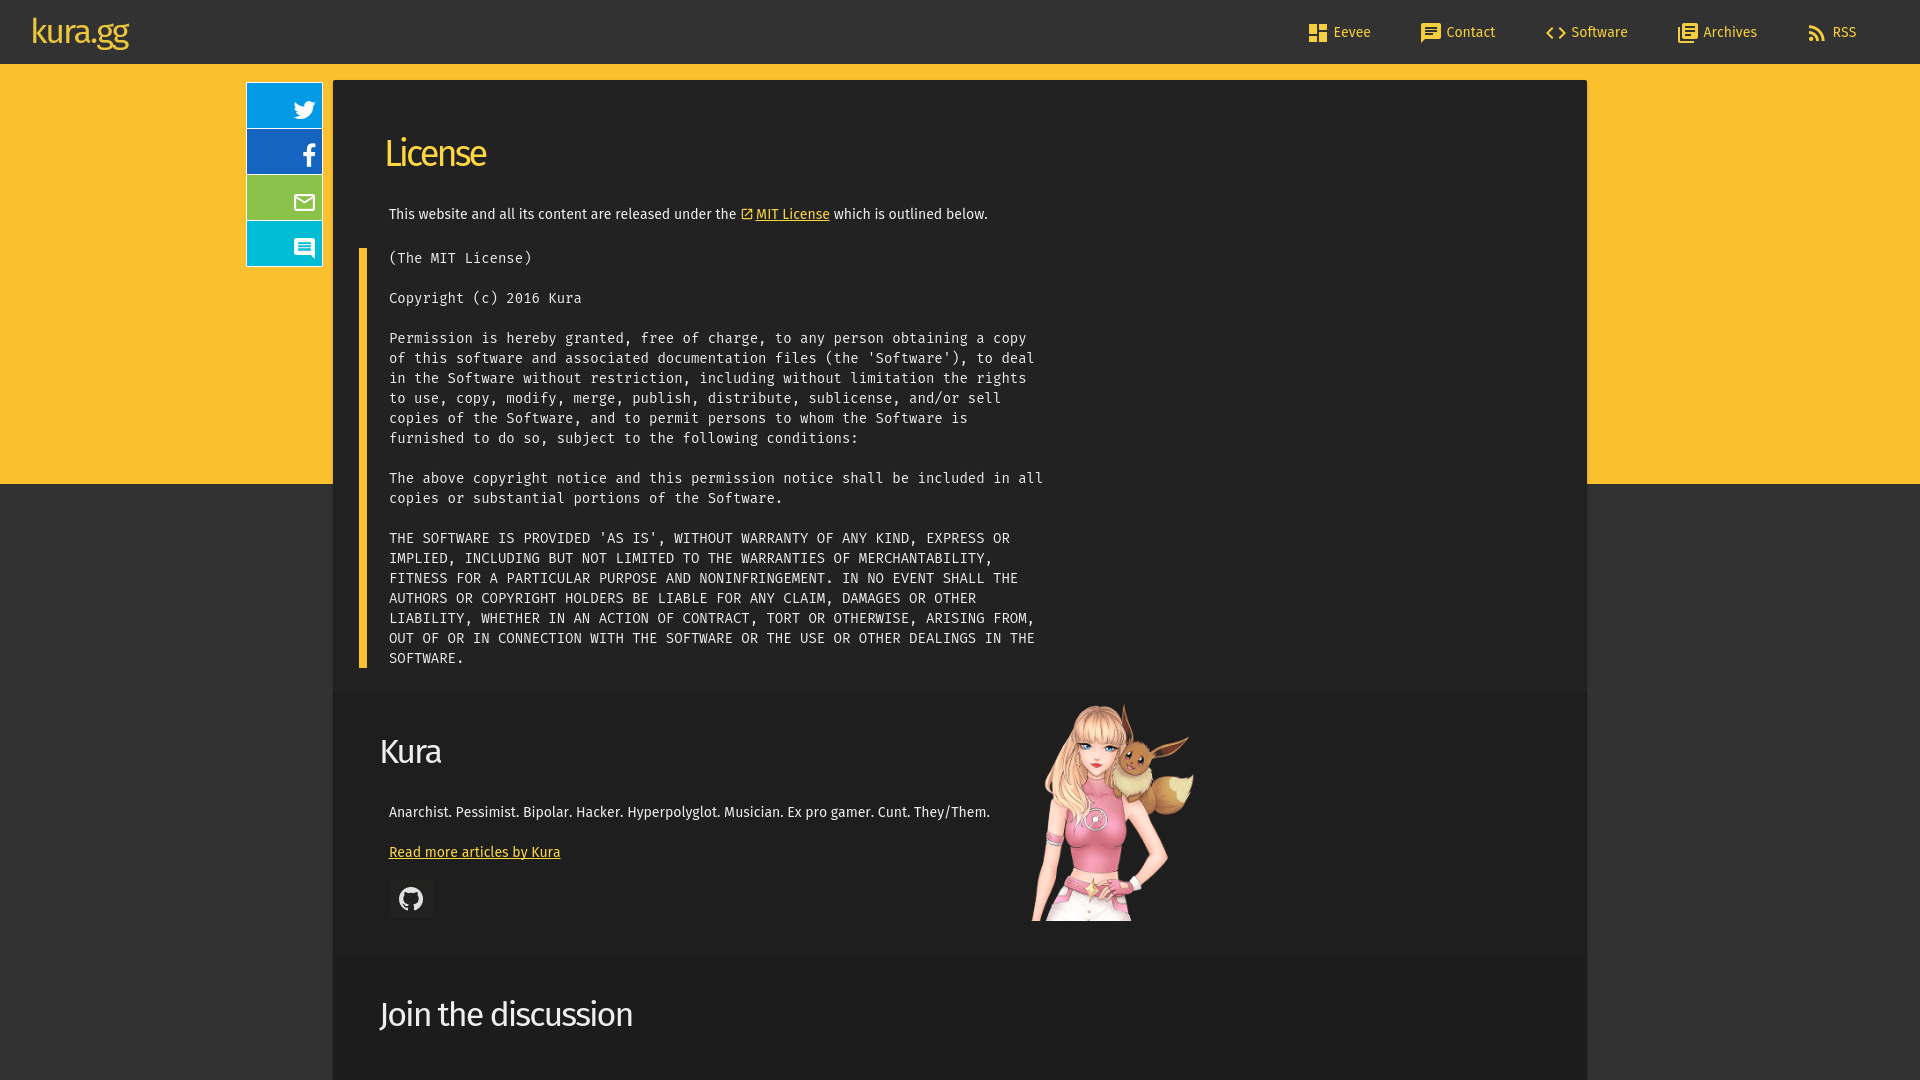 kura.gg
Eevee
Contact
Software
Archives
RSS
License
This website and all its content are released under the MIT License which is outlined below.
(The MIT License)
Copyright (c) 2016 Kura
Permission is hereby granted, free of charge, to any person obtaining a copy
of this software and associated documentation files (the 'Software'), to deal
in the Software without restriction, including without limitation the rights
to use, copy, modify, merge, publish, distribute, sublicense, and/or sell
copies of the Software, and to permit persons to whom the Software is
furnished to do so, subject to the following conditions:
The above copyright notice and this permission notice shall be included in all
copies or substantial portions of the Software.
THE SOFTWARE IS PROVIDED 'AS IS', WITHOUT WARRANTY OF ANY KIND, EXPRESS OR
IMPLIED, INCLUDING BUT NOT LIMITED TO THE WARRANTIES OF MERCHANTABILITY,
FITNESS FOR A PARTICULAR PURPOSE AND NONINFRINGEMENT. IN NO EVENT SHALL THE
AUTHORS OR COPYRIGHT HOLDERS BE LIABLE FOR ANY CLAIM, DAMAGES OR OTHER
LIABILITY, WHETHER IN AN ACTION OF CONTRACT, TORT OR OTHERWISE, ARISING FROM,
OUT OF OR IN CONNECTION WITH THE SOFTWARE OR THE USE OR OTHER DEALINGS IN THE
SOFTWARE.
Kura
Anarchist. Pessimist. Bipolar. Hacker. Hyperpolyglot. Musician. Ex pro gamer. Cunt. They/Them.
Read more articles by Kura
Join the discussion